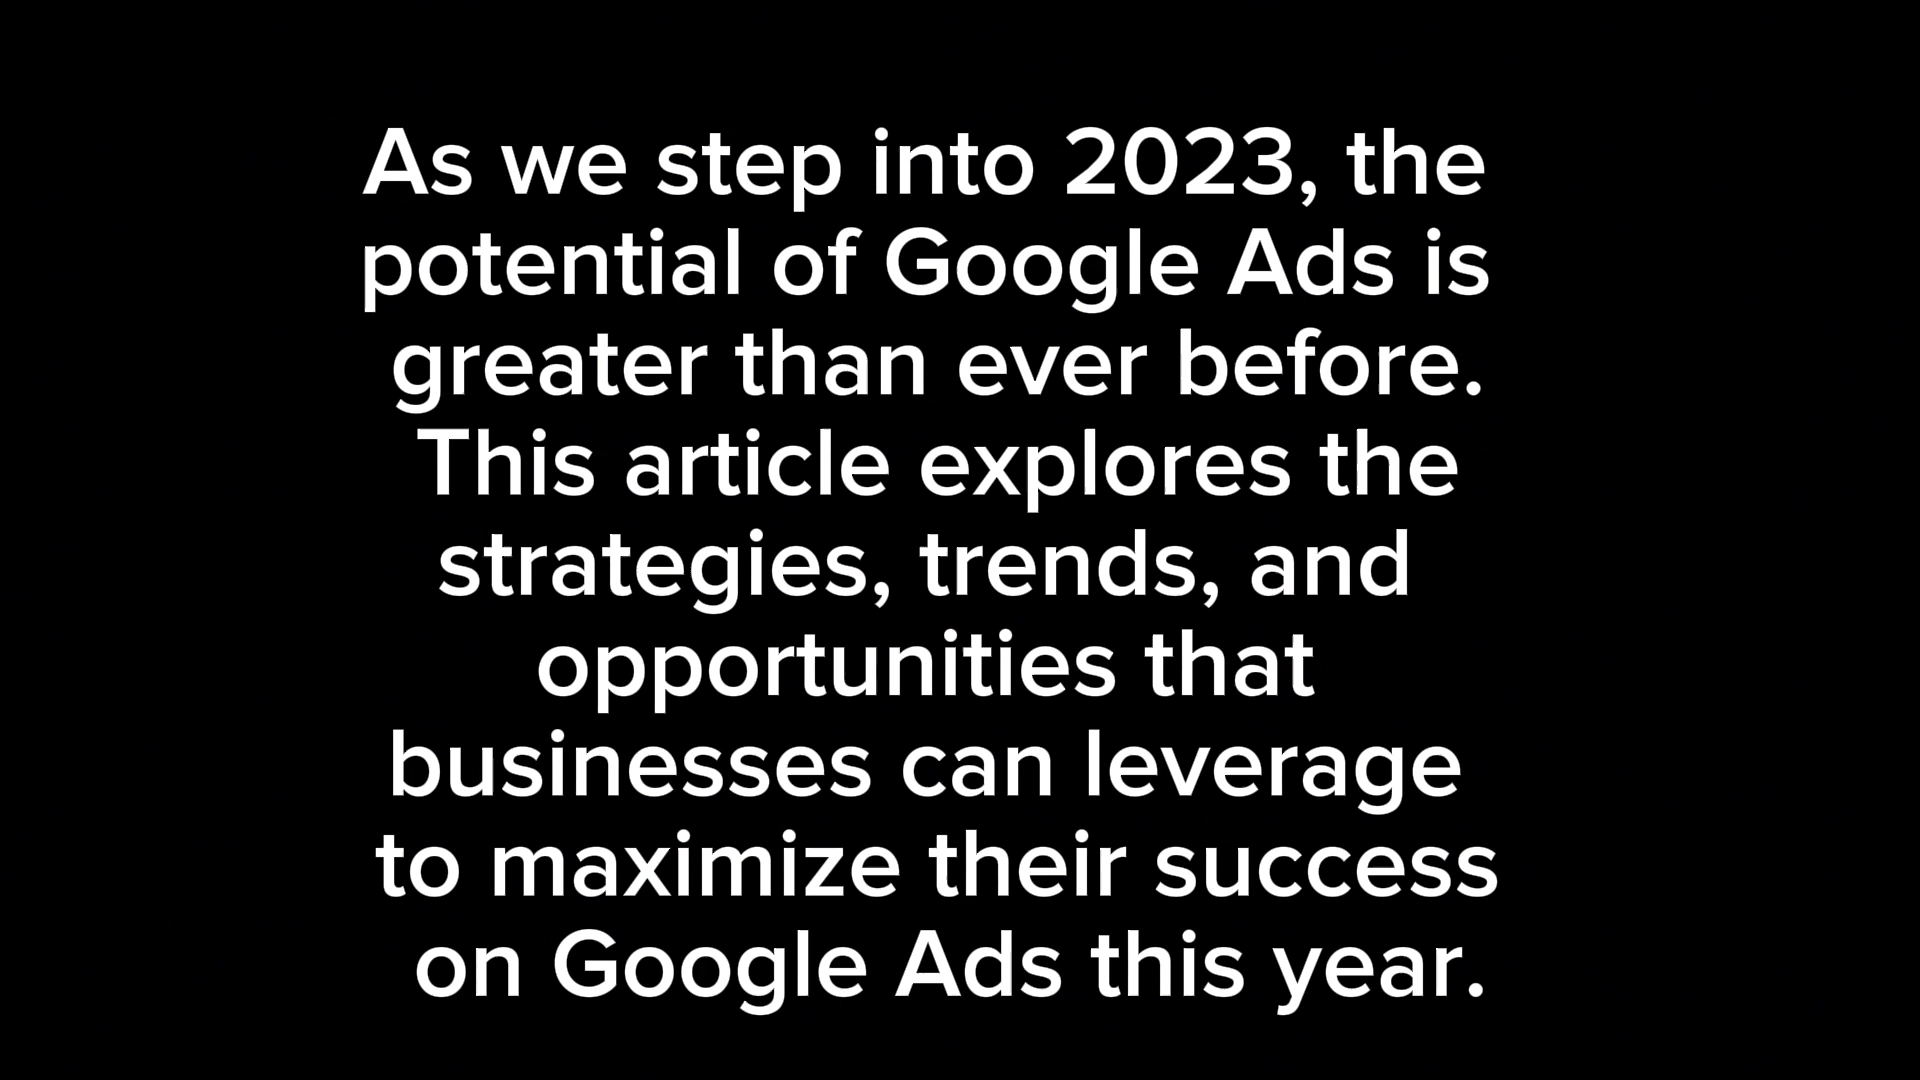 As we step into 2023, the
potential of Google Ads is
greater than ever before.
This article explores the
strategies, trends, and
opportunities that
businesses can leverage
to maximize their success
on Google Ads this year.